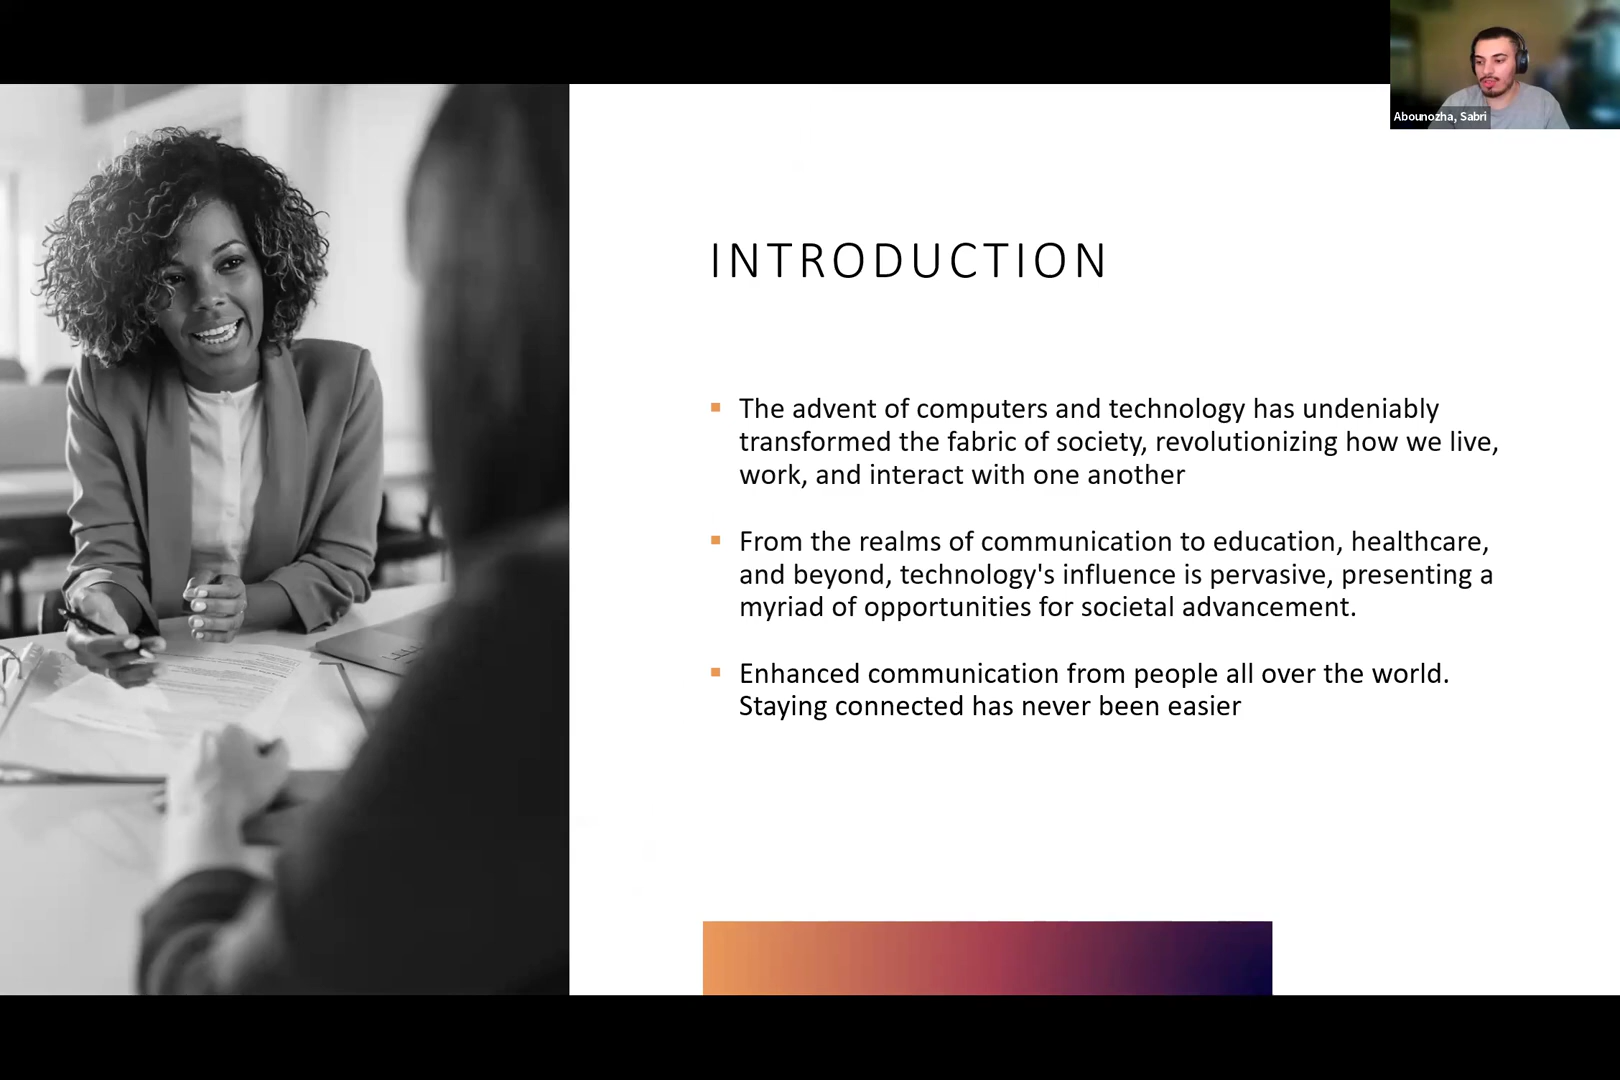 Abounozha, Sabri
INTRODUCTION
The advent of computers and technology has undeniably
transformed the fabric of society, revolutionizing how we live,
work, and interact with one another
From the realms of communication to education, healthcare,
and beyond, technology's influence is pervasive, presenting a
myriad of opportunities for societal advancement.
Enhanced communication from people all over the world.
Staying connected has never been easier